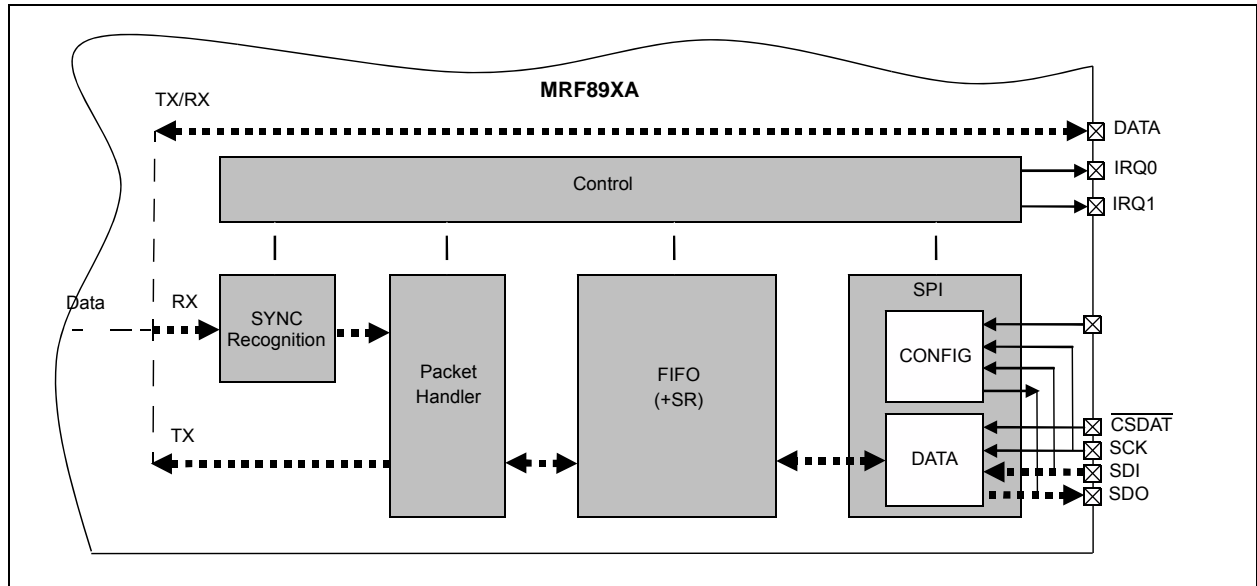 MRF89XA
TX/RX
DATA
Control
IRQ0
IRQ1
Data
RX
SYNC
Recognition
Packet
Handler
FIFO
(+SR)
SPI
CONFIG
TX
DATA
CSDAT
SCK
SDI
SDO